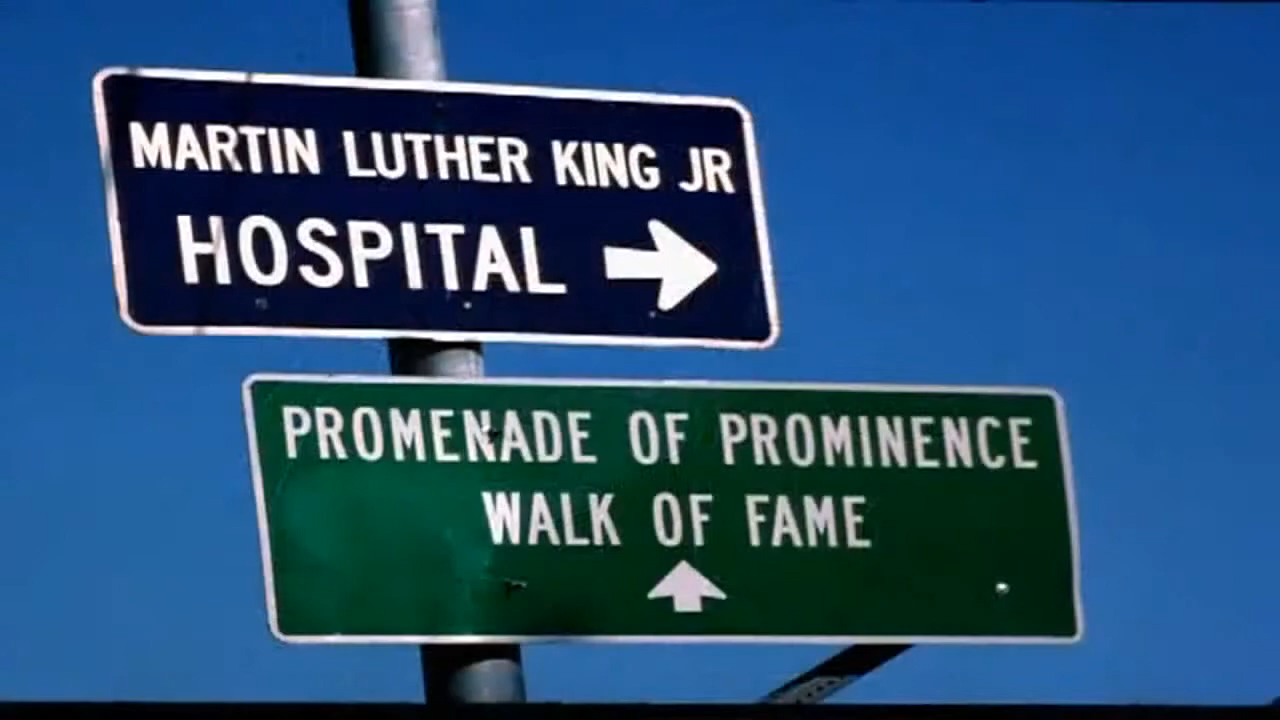 MARTIN LUTHER KING JR
HOSPITAL
PROMENADE OF PROMINENCE
WALK OF FAME